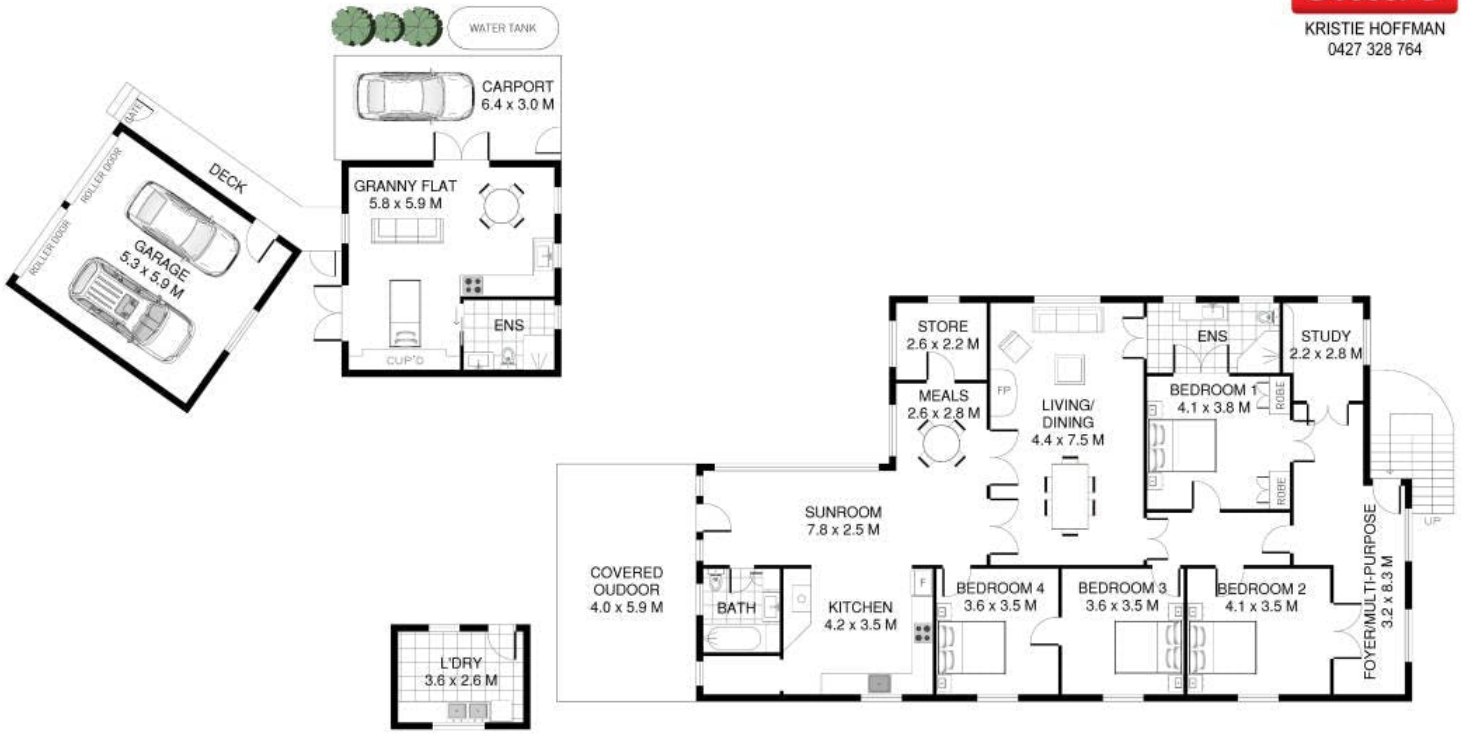 KRISTIE HOFFMAN
0427 328 764
WATER TANK
CARPORT
6.4 x 3.0 M
GATE
DECK
ROLLER DOOR
ROLLER DOOR
GARAGE
5.3 x 5.9 M
GRANNY FLAT
5.8 x 5.9 M
ENS
CUP'D
STORE
2.6 x 2.2 M
MEALS
2.6 x 2.8 M
FP
LIVING/
DINING
4.4 x 7.5 M
ENS
STUDY
2.2 x 2.8 M
BEDROOM 1
4.1 x 3.8 M
ROBE
ROBE
UP
SUNROOM
7.8 x 2.5 M
FOYER/MULTI-PURPOSE
3.2 x 8.3 M
COVERED
OUDOOR
4.0 x 5.9 M
BATH
KITCHEN
4.2 x 3.5 M
F
BEDROOM 4
3.6 x 3.5 M
BEDROOM 3
3.6 x 3.5 M
BEDROOM 2
4.1 x 3.5 M
L'DRY
3.6 x 2.6 M